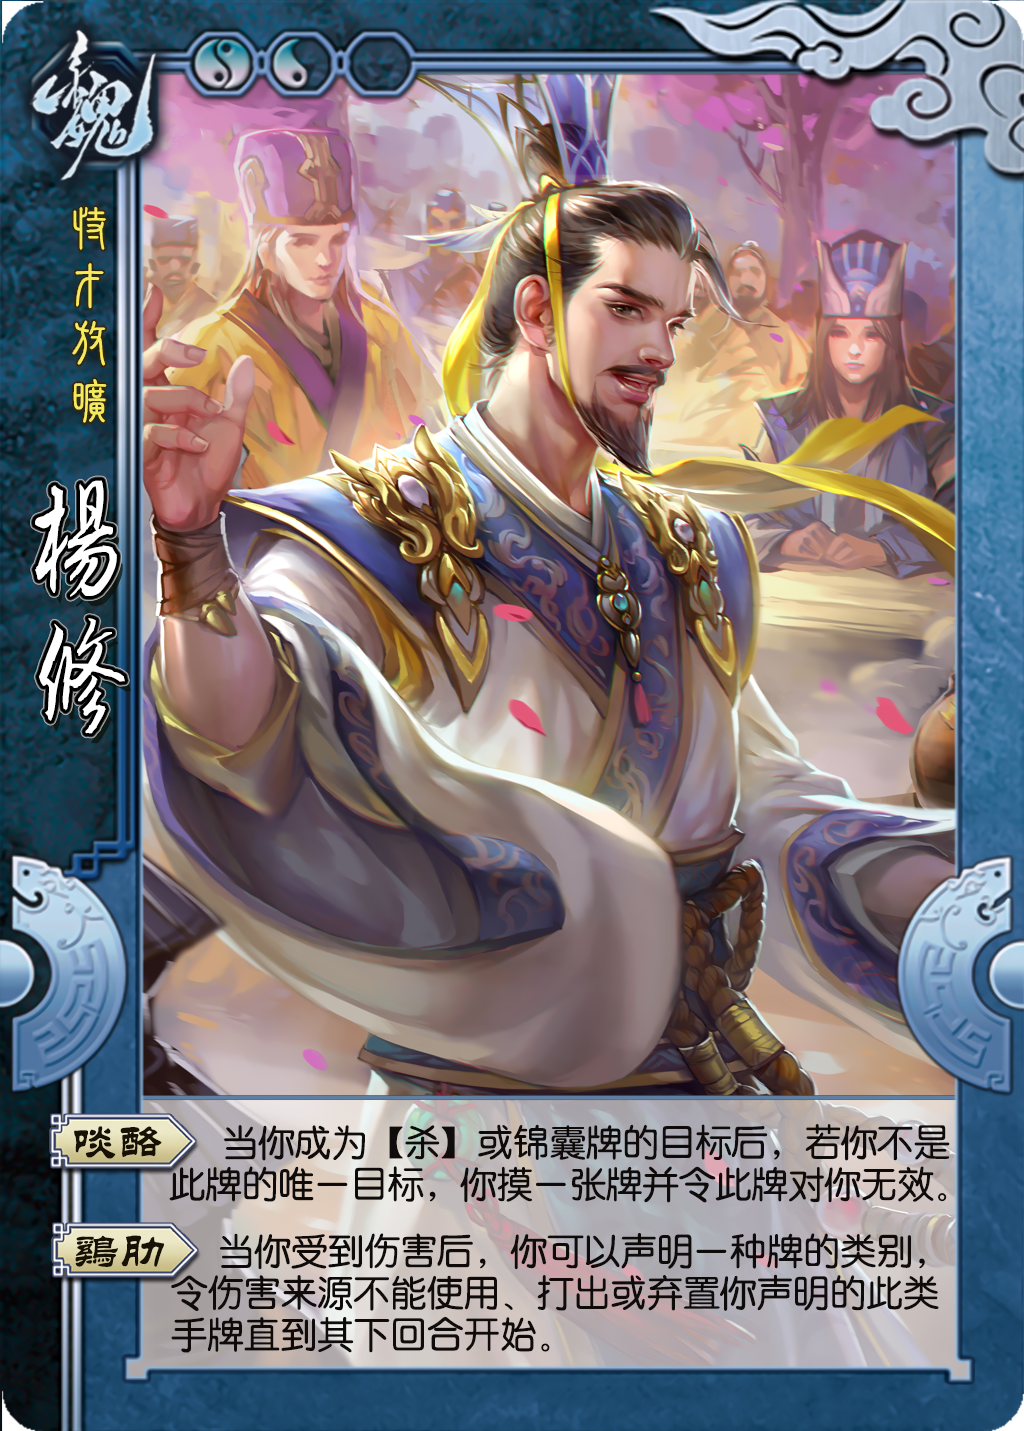 魏
恃才放曠
楊修
啖酪
当你成为【杀】或锦囊牌的目标后，若你不是
此牌的唯一目标，你摸一张牌并令此牌对你无效。
鷄肋
当你受到伤害后，你可以声明一种牌的类别，
令伤害来源不能使用、打出或弃置你声明的此类
手牌直到其下回合开始。